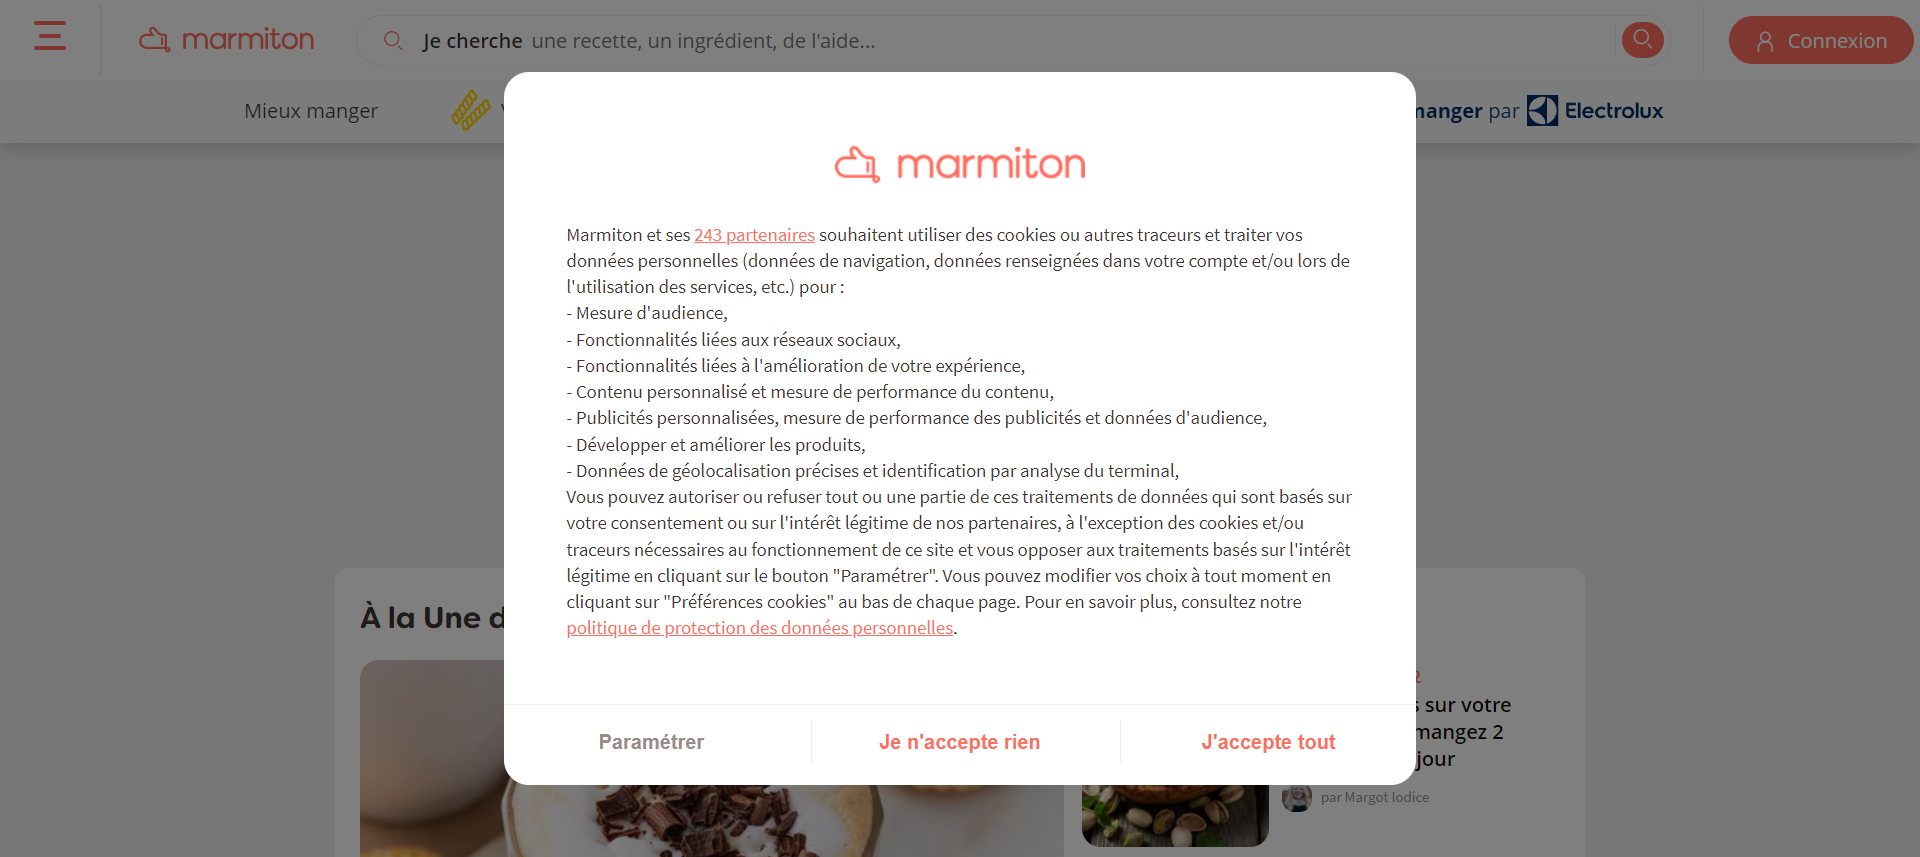 marmiton
Je cherche une recette, un ingrédient, de l'aide...
Connexion
Mieux manger
manger par Electrolux
marmiton
Marmiton et ses 243 partenaires souhaitent utiliser des cookies ou autres traceurs et traiter vos
données personnelles (données de navigation, données renseignées dans votre compte et/ou lors de
l'utilisation des services, etc.) pour :
- Mesure d'audience,
- Fonctionnalités liées aux réseaux sociaux,
- Fonctionnalités liées à l'amélioration de votre expérience,
- Contenu personnalisé et mesure de performance du contenu,
- Publicités personnalisées, mesure de performance des publicités et données d'audience,
- Développer et améliorer les produits,
- Données de géolocalisation précises et identification par analyse du terminal,
Vous pouvez autoriser ou refuser tout ou une partie de ces traitements de données qui sont basés sur
votre consentement ou sur l'intérêt légitime de nos partenaires, à l'exception des cookies et/ou
traceurs nécessaires au fonctionnement de ce site et vous opposer aux traitements basés sur l'intérêt
légitime en cliquant sur le bouton "Paramétrer". Vous pouvez modifier vos choix à tout moment en
cliquant sur "Préférences cookies" au bas de chaque page. Pour en savoir plus, consultez notre
politique de protection des données personnelles.
Paramétrer
Je n'accepte rien
J'accepte tout
À la Une
sur votre
mangez 2
jour
par Margot Iodice